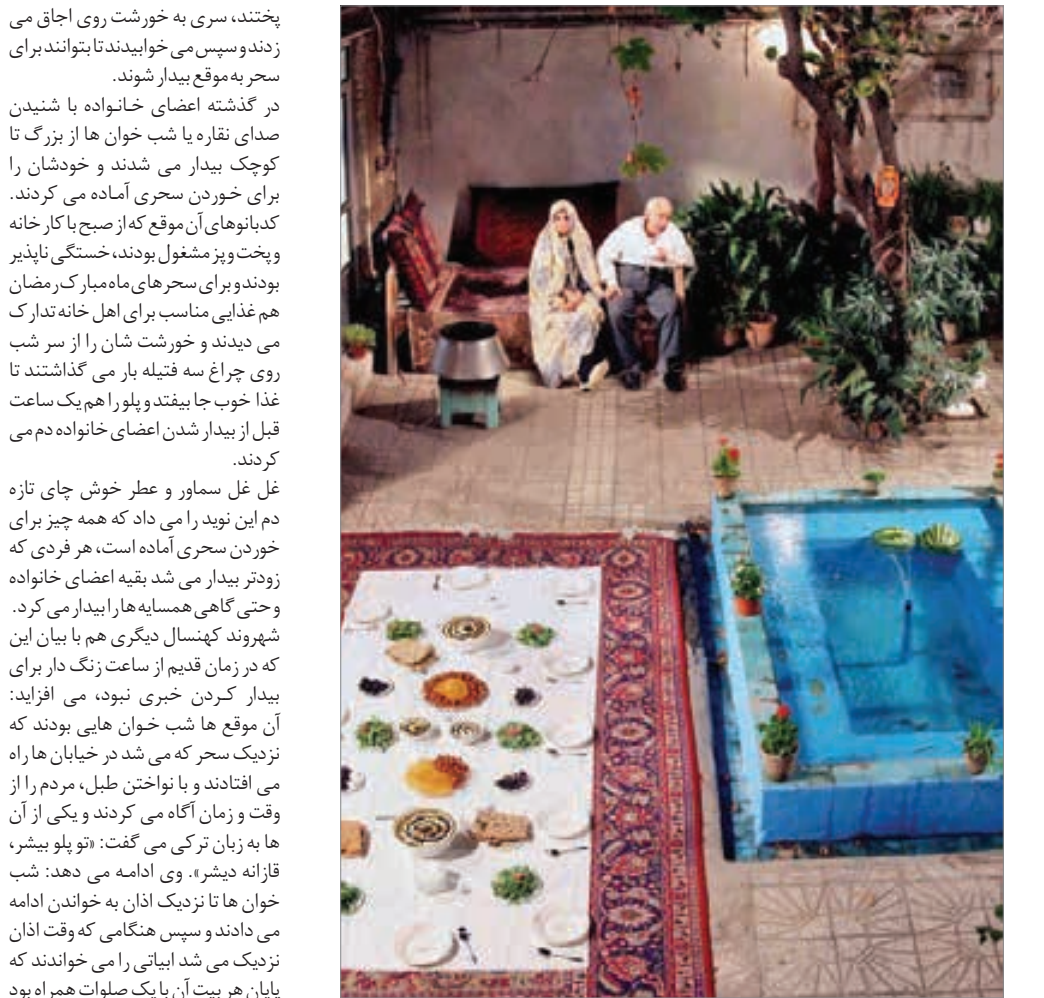 پختند، سری به خورشت روی اجاق می
زدند و سپس می خوابیدند تا بتوانند برای
سحر به موقع بیدار شوند.
در گذشته اعضای خانواده با شنیدن
صدای نقاره یا شب خوان ها از بزرگ تا
کوچک بیدار می شدند و خودشان را
برای خوردن سحری آماده می کردند.
کدبانوهای آن موقع که از صبح با کار خانه
و پخت و پز مشغول بودند، خستگی ناپذیر
بودند و برای سحرهای ماه مبارک رمضان
هم غذایی مناسب برای اهل خانه تدارک
می دیدند و خورشت شان را از سر شب
روی چراغ سه فتیله بار می گذاشتند تا
غذا خوب جا بیفتد و پلو را هم یک ساعت
قبل از بیدار شدن اعضای خانواده دم می
کردند.
غل غل سماور و عطر خوش چای تازه
دم این نوید را می داد که همه چیز برای
خوردن سحری آماده است، هر فردی که
زودتر بیدار می شد بقیه اعضای خانواده
و حتی گاهی همسایه ها را بیدار می کرد.
شهروند کهنسال دیگری هم با بیان این
که در زمان قدیم از ساعت زنگ دار برای
بیدار کردن خبری نبود، می افزاید:
آن موقع ها شب خوان هایی بودند که
نزدیک سحر که می شد در خیابان ها راه
می افتادند و با نواختن طبل، مردم را از
وقت و زمان آگاه می کردند و یکی از آن
ها به زبان ترکی می گفت: «تو پلو بیشر،
قازانه دیشر». وی ادامه می دهد: شب
خوان ها تا نزدیک اذان به خواندن ادامه
می دادند و سپس هنگامی که وقت اذان
نزدیک می شد ابیاتی را می خواندند که
پایان هر بیت آن با یک صلوات همراه بود